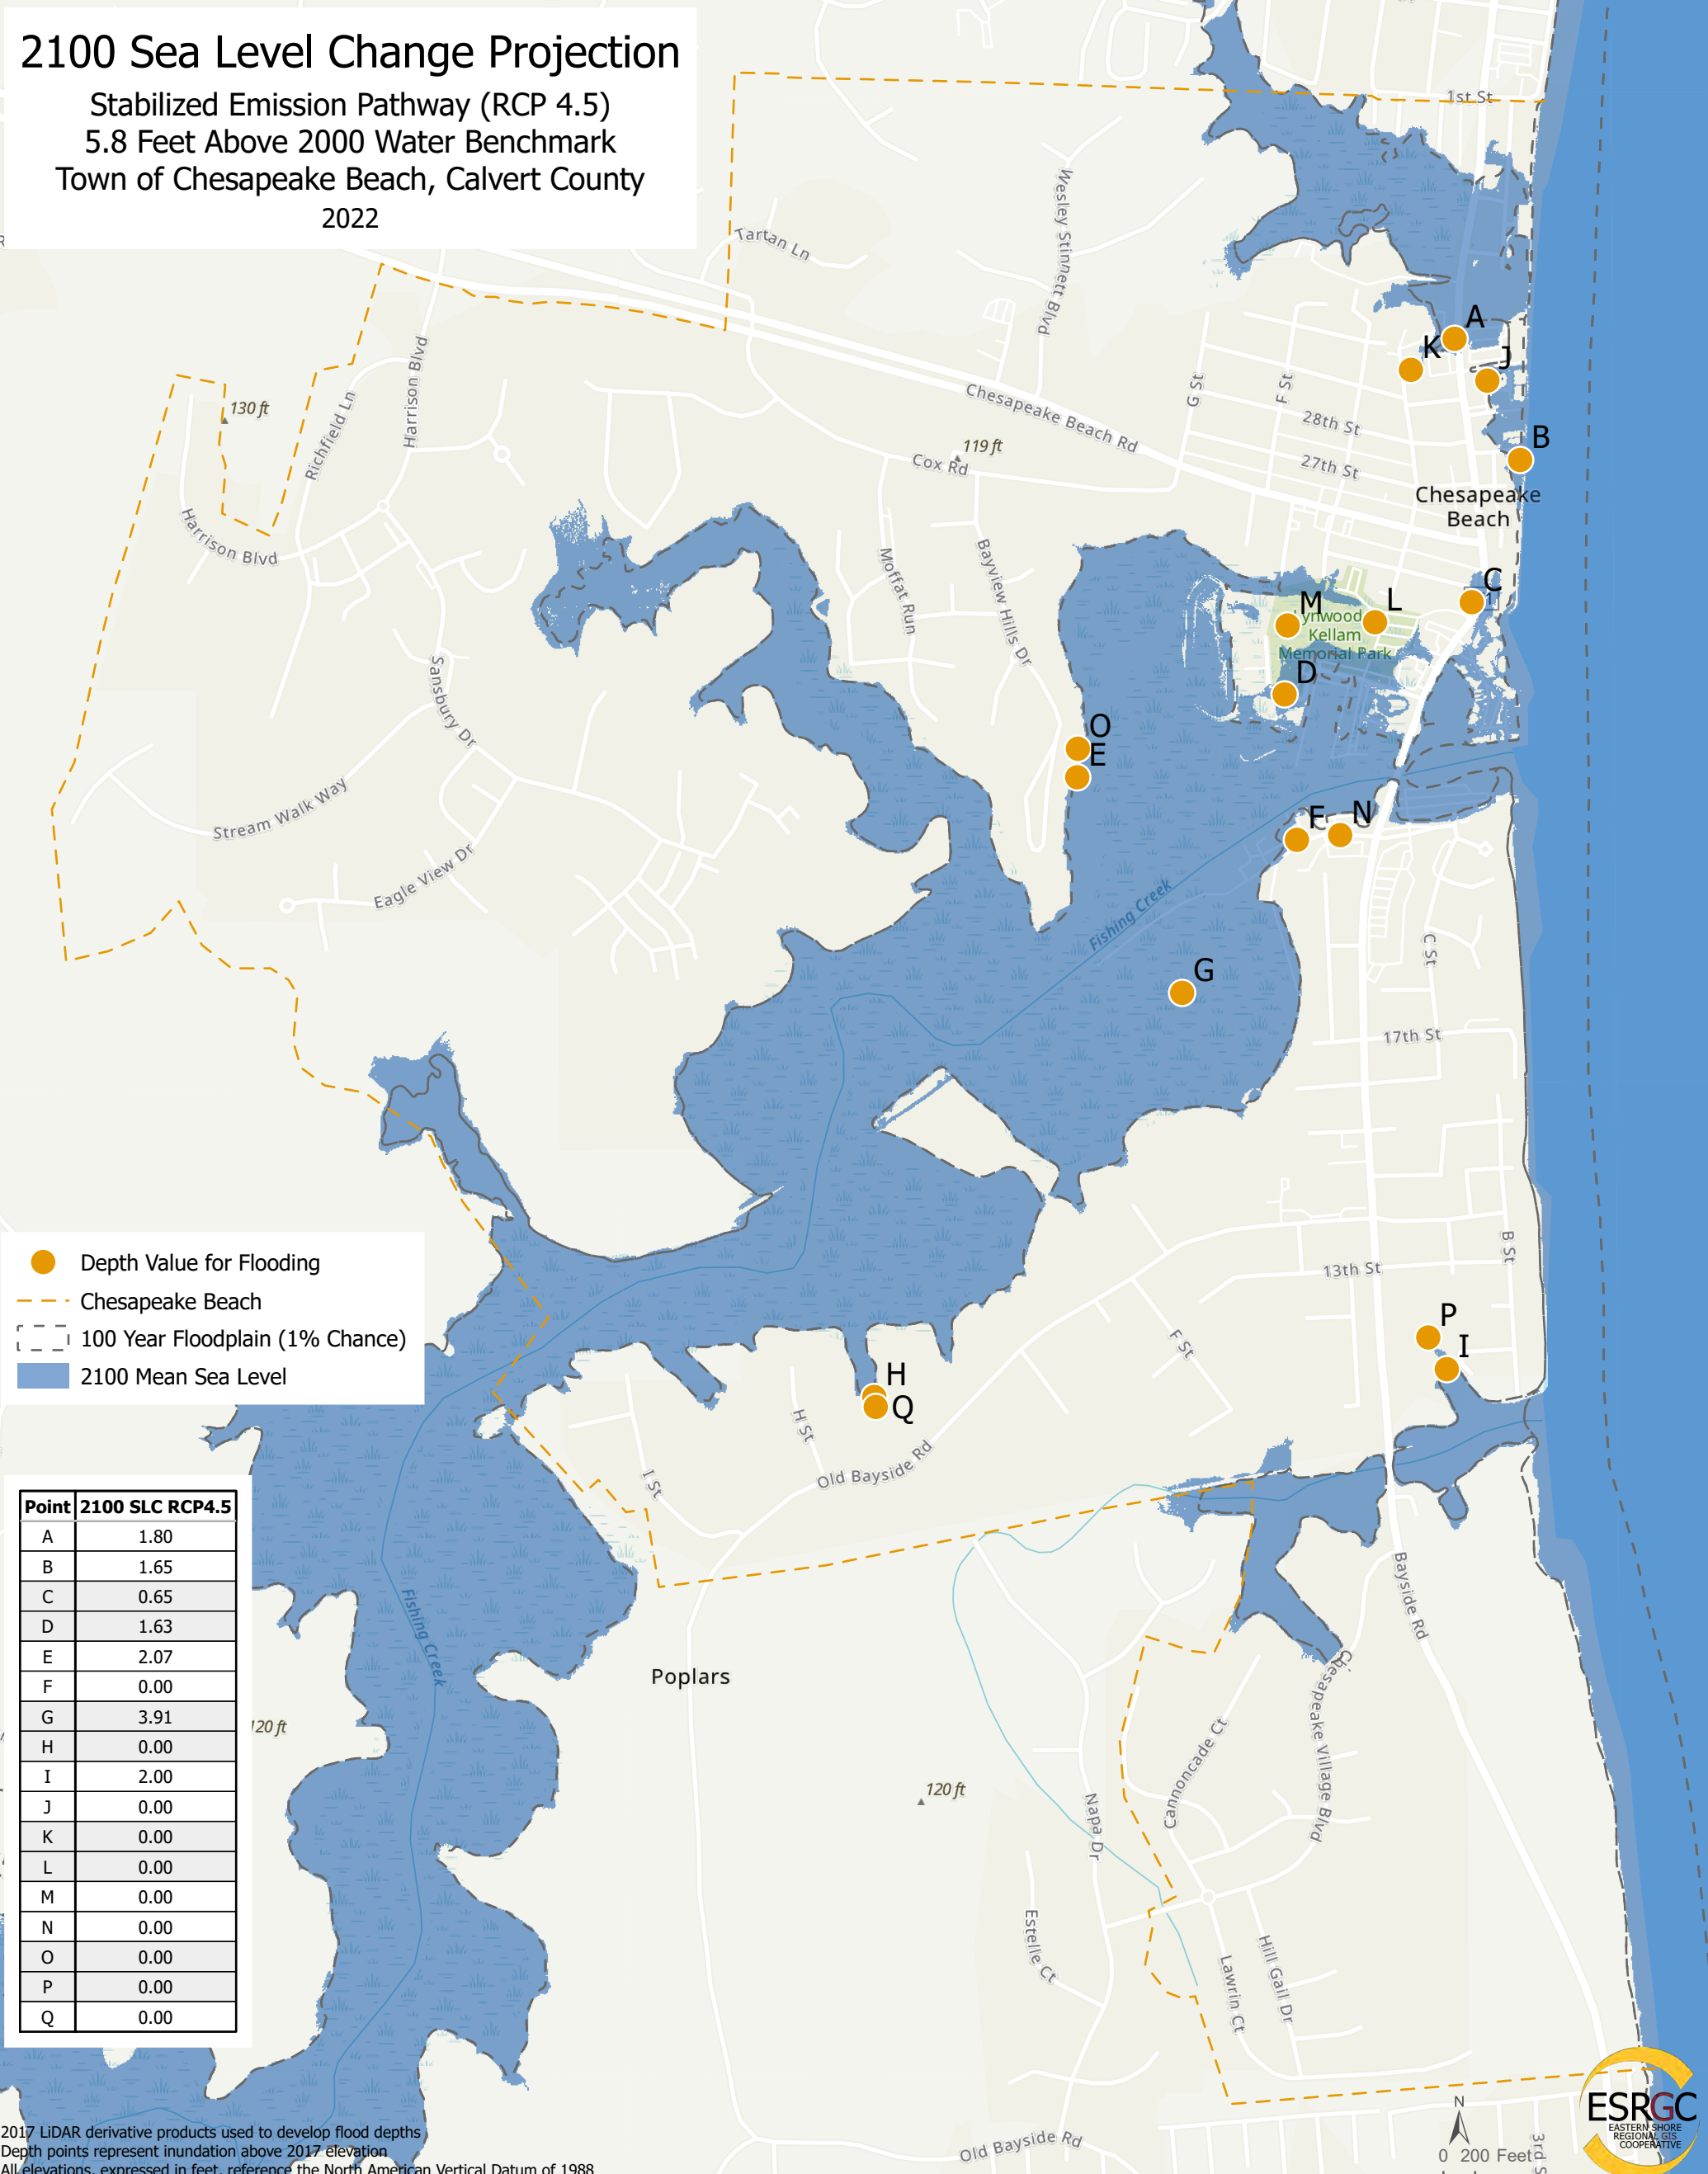 2100 Sea Level Change Projection
Stabilized Emission Pathway (RCP 4.5)
5.8 Feet Above 2000 Water Benchmark
Town of Chesapeake Beach, Calvert County
2022
1st St
Wesley Stinnett Blvd
Tartan Ln
A
K
J
Harrison Blvd
G St
F St
130 ft
Richfield Ln
Chesapeake Beach Rd
28th St
B
119 ft
Cox Rd
27th St
Chesapeake
Beach
Harrison Blvd
Moffat Run
Bayview Hills Dr
C
M
L
Kellam
Memorial Park
D
Sansbury Dr
O
E
Stream Walk Way
F
N
Eagle View Dr
Fishing Creek
C St
G
17th St
B St
Depth Value for Flooding
Chesapeake Beach
100 Year Floodplain (1% Chance)
2100 Mean Sea Level
13th St
P
I
F St
H
Q
H St
Old Bayside Rd
I St
Point 2100 SLC RCP4.5
A 1.80
B 1.65
C 0.65
D 1.63
E 2.07
F 0.00
G 3.91
H 0.00
I 2.00
J 0.00
K 0.00
L 0.00
M 0.00
N 0.00
O 0.00
P 0.00
Q 0.00
Fishing Creek
Bayside Rd
Poplars
120 ft
Chesapeake Village Blvd
Cannoncade Ct
120 ft
Napa Dr
Estelle Ct
Lawrin Ct
Hill Gail Dr
Old Bayside Rd
3rd S
N
0 200 Feet
ESRGC
EASTERN SHORE
REGIONAL GIS
COOPERATIVE
2017 LiDAR derivative products used to develop flood depths
Depth points represent inundation above 2017 elevation
All elevations, expressed in feet, reference the North American Vertical Datum of 1988